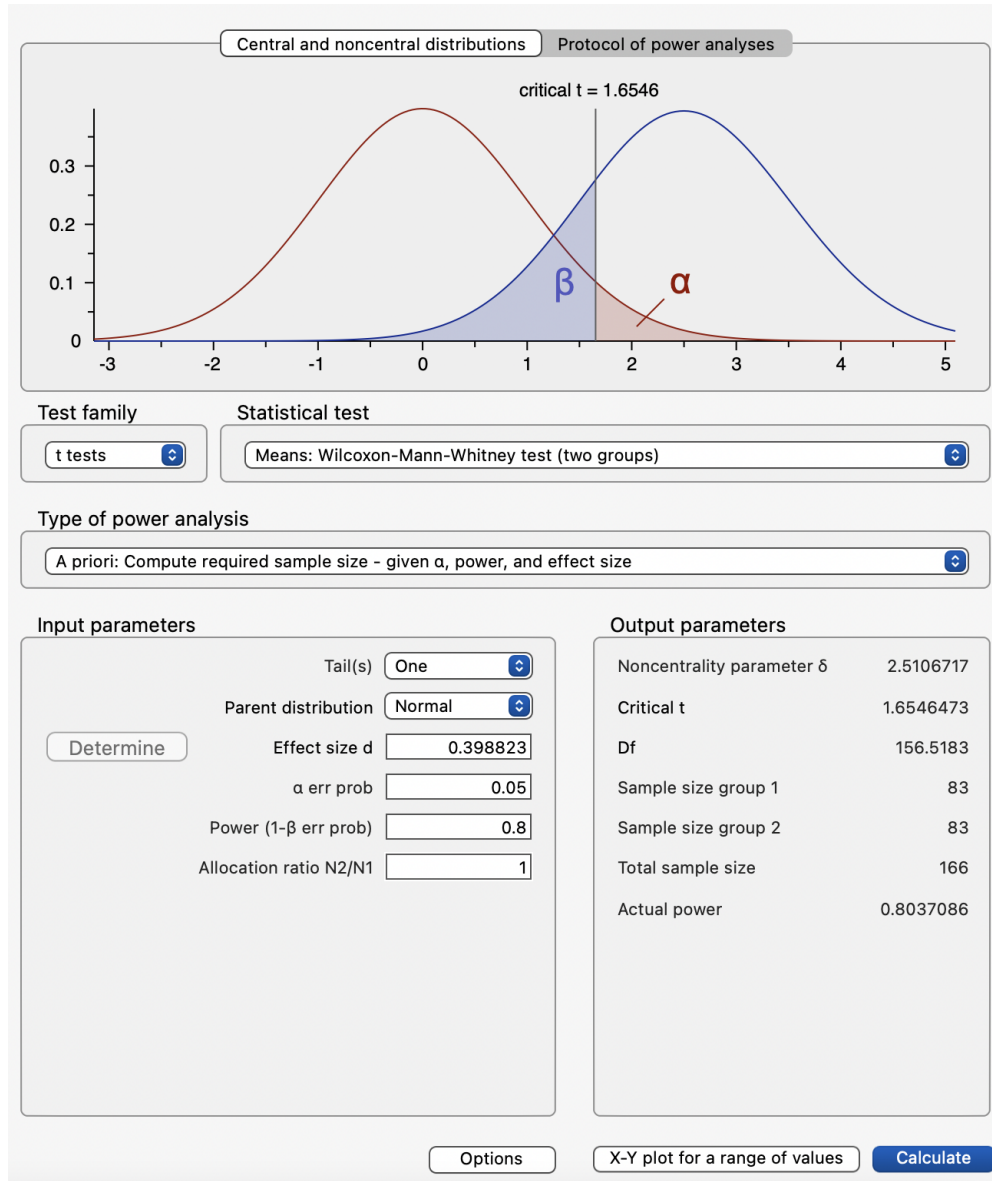 Central and noncentral distributions Protocol of power analyses
critical t = 1.6546
0.3
0.2
0.1
0
β α
-3 -2 -1 0 1 2 3 4 5
Test family Statistical test
t tests Means: Wilcoxon-Mann-Whitney test (two groups)
Type of power analysis
A priori: Compute required sample size - given α, power, and effect size
Input parameters Output parameters
Tail(s) One Noncentrality parameter δ 2.5106717
Parent distribution Normal Critical t 1.6546473
Determine Effect size d 0.398823 Df 156.5183
α err prob 0.05 Sample size group 1 83
Power (1-β err prob) 0.8 Sample size group 2 83
Allocation ratio N2/N1 1 Total sample size 166
Actual power 0.8037086
Options X-Y plot for a range of values Calculate